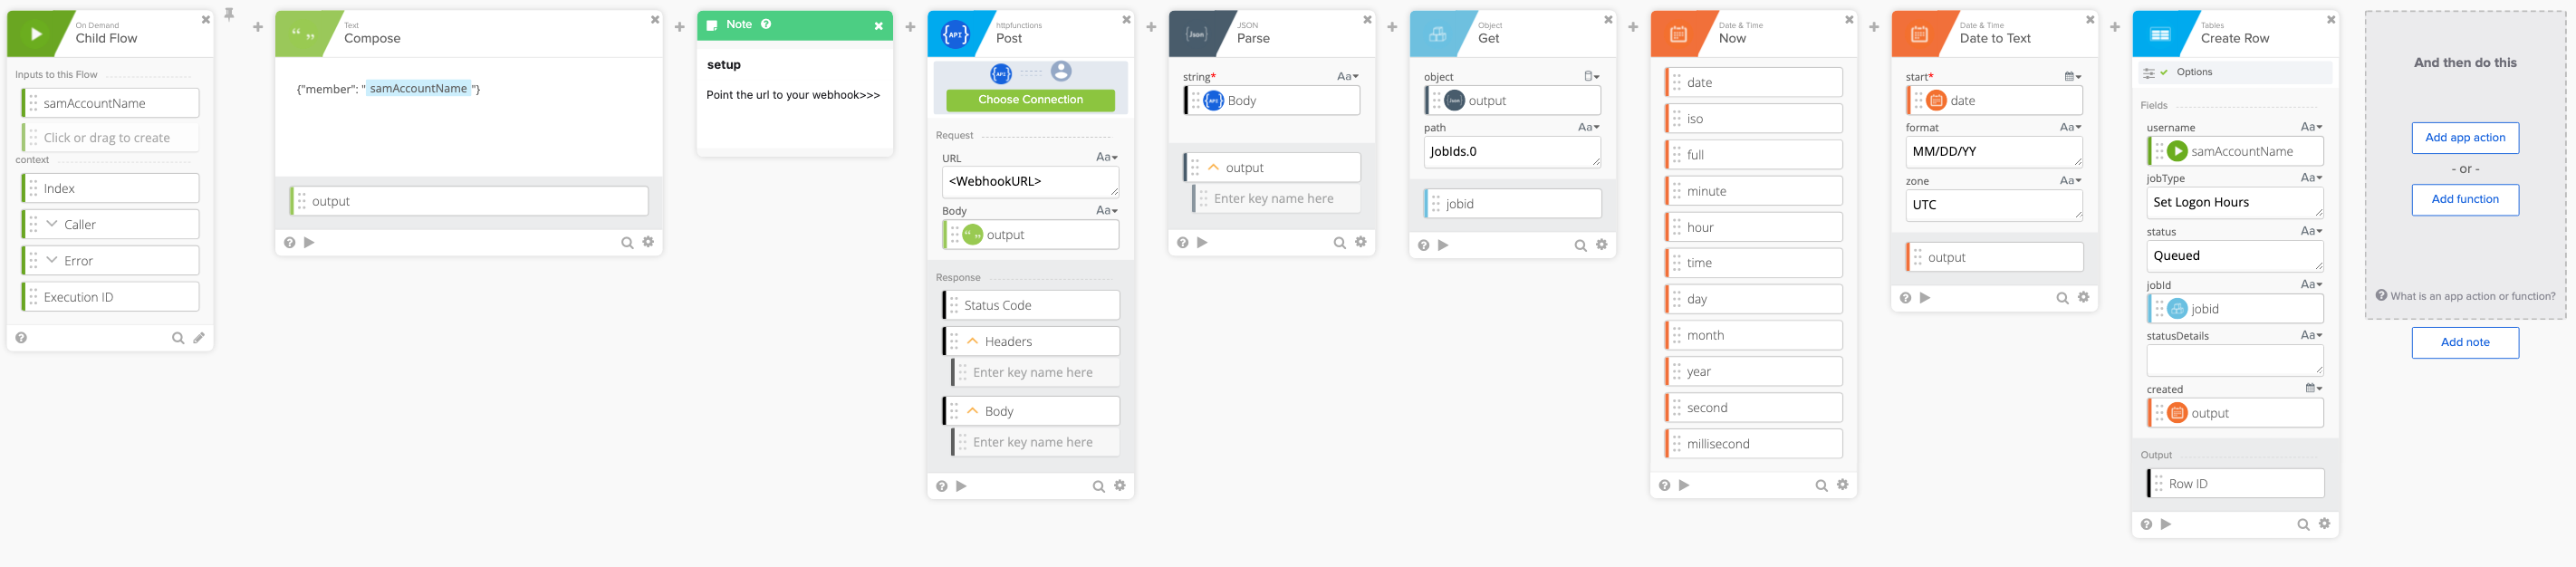 On Demand
Child Flow
Inputs to this Flow
samAccountName
Click or drag to create
context
Index
Caller
Error
Execution ID
Text
Compose
{"member": " samAccountName "}
output
Note
setup
Point the url to your webhook>>>
httpfunctions
Post
{API}
{API}
Choose Connection
Request
URL
Aa
<WebhookURL>
Body
Aa
output
Response
Status Code
Headers
Enter key name here
Body
Enter key name here
JSON
Parse
{Json}
string*
Aa
{API} Body
output
Enter key name here
Object
Get
object
output
path
Aa
JobIds.0
jobid
Date & Time
Now
date
iso
full
minute
hour
time
day
month
year
second
millisecond
Date & Time
Date to Text
start*
date
format
Aa
MM/DD/YY
zone
Aa
UTC
output
Tables
Create Row
Options
Fields
username
Aa
samAccountName
jobType
Aa
Set Logon Hours
status
Aa
Queued
jobId
Aa
jobid
statusDetails
Aa
created
output
Output
Row ID
And then do this
Add app action
- or -
Add function
What is an app action or function?
Add note